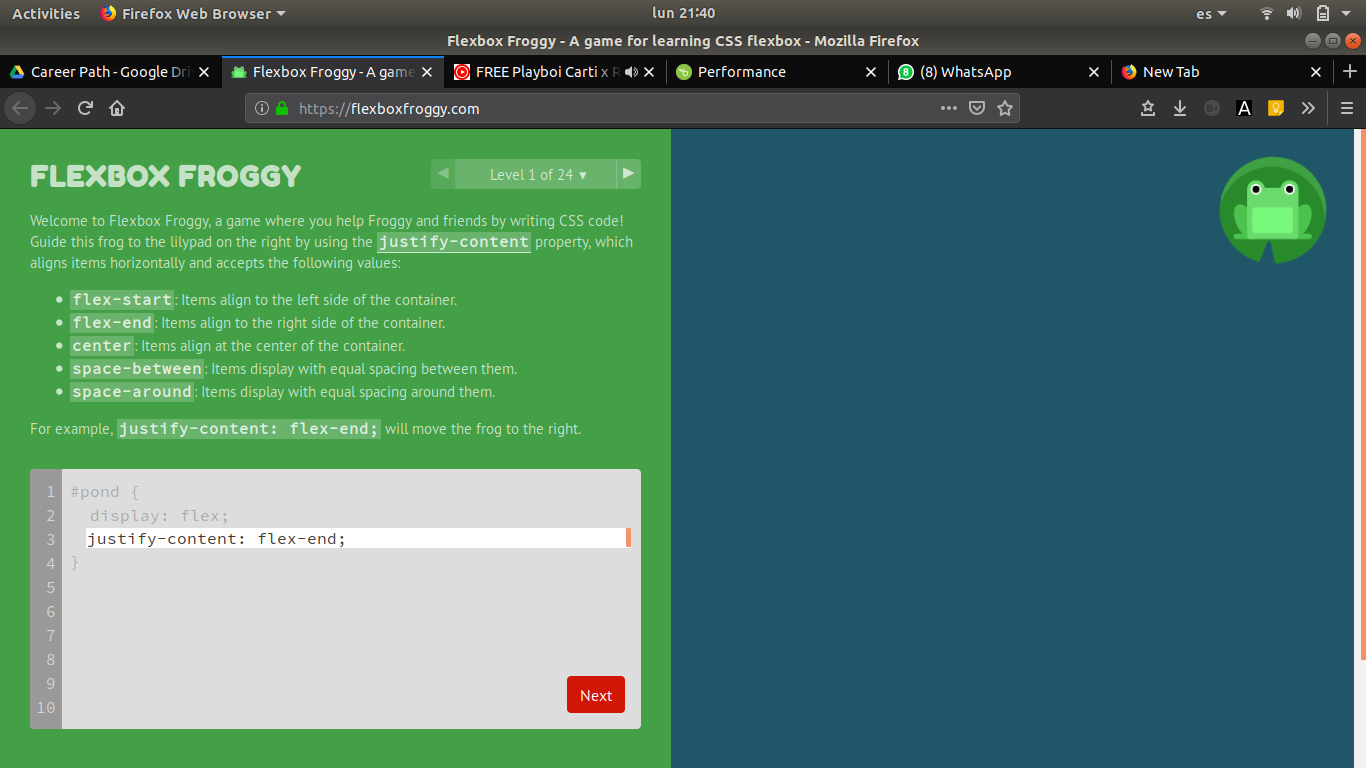 Activities Firefox Web Browser lun 21:40 es
Flexbox Froggy - A game for learning CSS flexbox - Mozilla Firefox
Career Path - Google Dri Flexbox Froggy - A game FREE Playboi Carti x Performance (8) WhatsApp New Tab
https://flexboxfroggy.com
FLEXBOX FROGGY
Level 1 of 24
Welcome to Flexbox Froggy, a game where you help Froggy and friends by writing CSS code!
Guide this frog to the lilypad on the right by using the justify-content property, which
aligns items horizontally and accepts the following values:
• flex-start: Items align to the left side of the container.
• flex-end: Items align to the right side of the container.
• center: Items align at the center of the container.
• space-between: Items display with equal spacing between them.
• space-around: Items display with equal spacing around them.
For example, justify-content: flex-end; will move the frog to the right.
1 #pond {
2 display: flex;
3 justify-content: flex-end;
4 }
5
6
7
8
9
10
Next